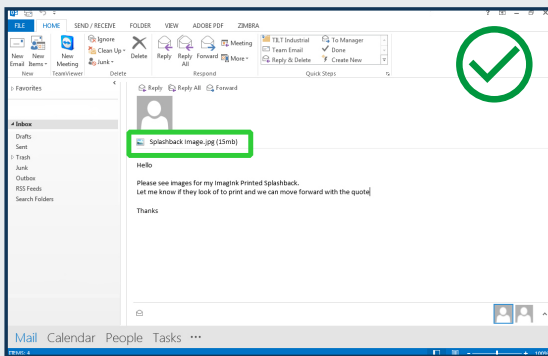 FILE HOME SEND / RECEIVE FOLDER VIEW ADOBE PDF ZIMBRA
New Email
New Items
New Meeting
Ignore
Clean Up
Junk
Delete
Reply
Reply All
Forward
Meeting
More
TILT Industrial
Team Email
Reply & Delete
To Manager
Done
Create New
New TeamViewer Delete Respond Quick Steps
Favorites
Inbox
Drafts
Sent
Trash
Junk
Outbox
RSS Feeds
Search Folders
Reply Reply All Forward
Splashback Image.jpg (15mb)
Hello
Please see images for my ImagInk Printed Splashback.
Let me know if they look of to print and we can move forward with the quote
Thanks
Mail Calendar People Tasks •••
ITEMS: 4
100%